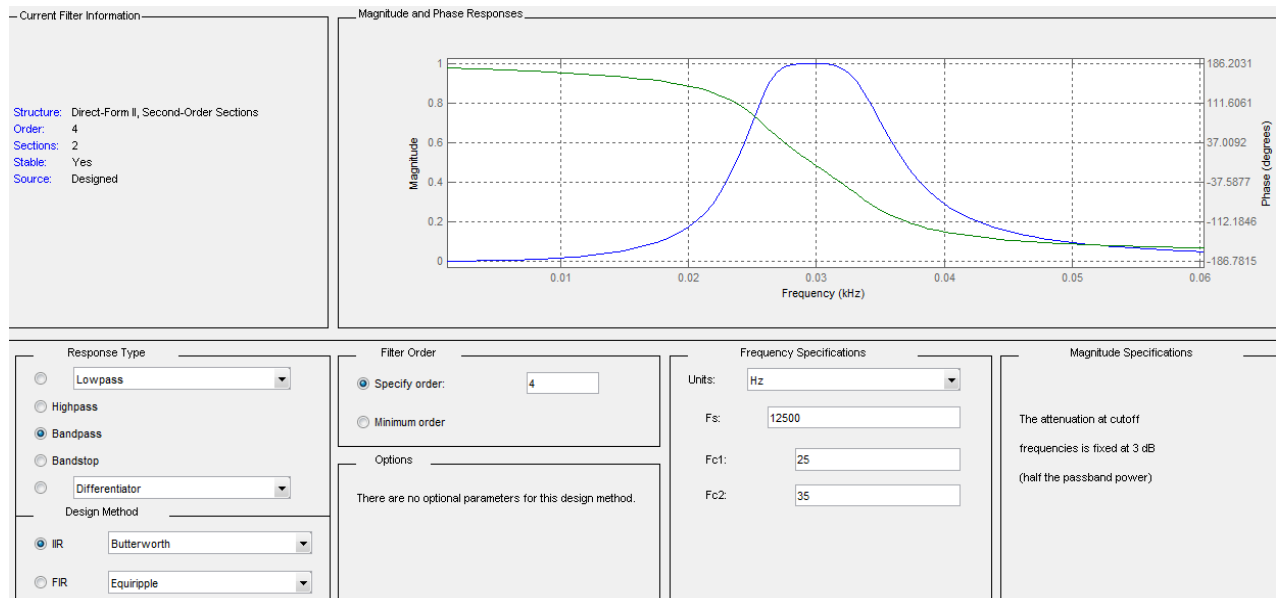 Current Filter Information
Structure: Direct-Form II, Second-Order Sections
Order: 4
Sections: 2
Stable: Yes
Source: Designed
Magnitude and Phase Responses
1
0.8
0.6
0.4
0.2
0
Magnitude
186.2031
111.6061
37.0092
-37.5877
-112.1846
-186.7815
Phase (degrees)
0.01 0.02 0.03 0.04 0.05 0.06
Frequency (kHz)
Response Type
Lowpass
Highpass
Bandpass
Bandstop
Differentiator
Design Method
IIR Butterworth
FIR Equiripple
Filter Order
Specify order: 4
Minimum order
Options
There are no optional parameters for this design method.
Frequency Specifications
Units: Hz
Fs: 12500
Fc1: 25
Fc2: 35
Magnitude Specifications
The attenuation at cutoff
frequencies is fixed at 3 dB
(half the passband power)